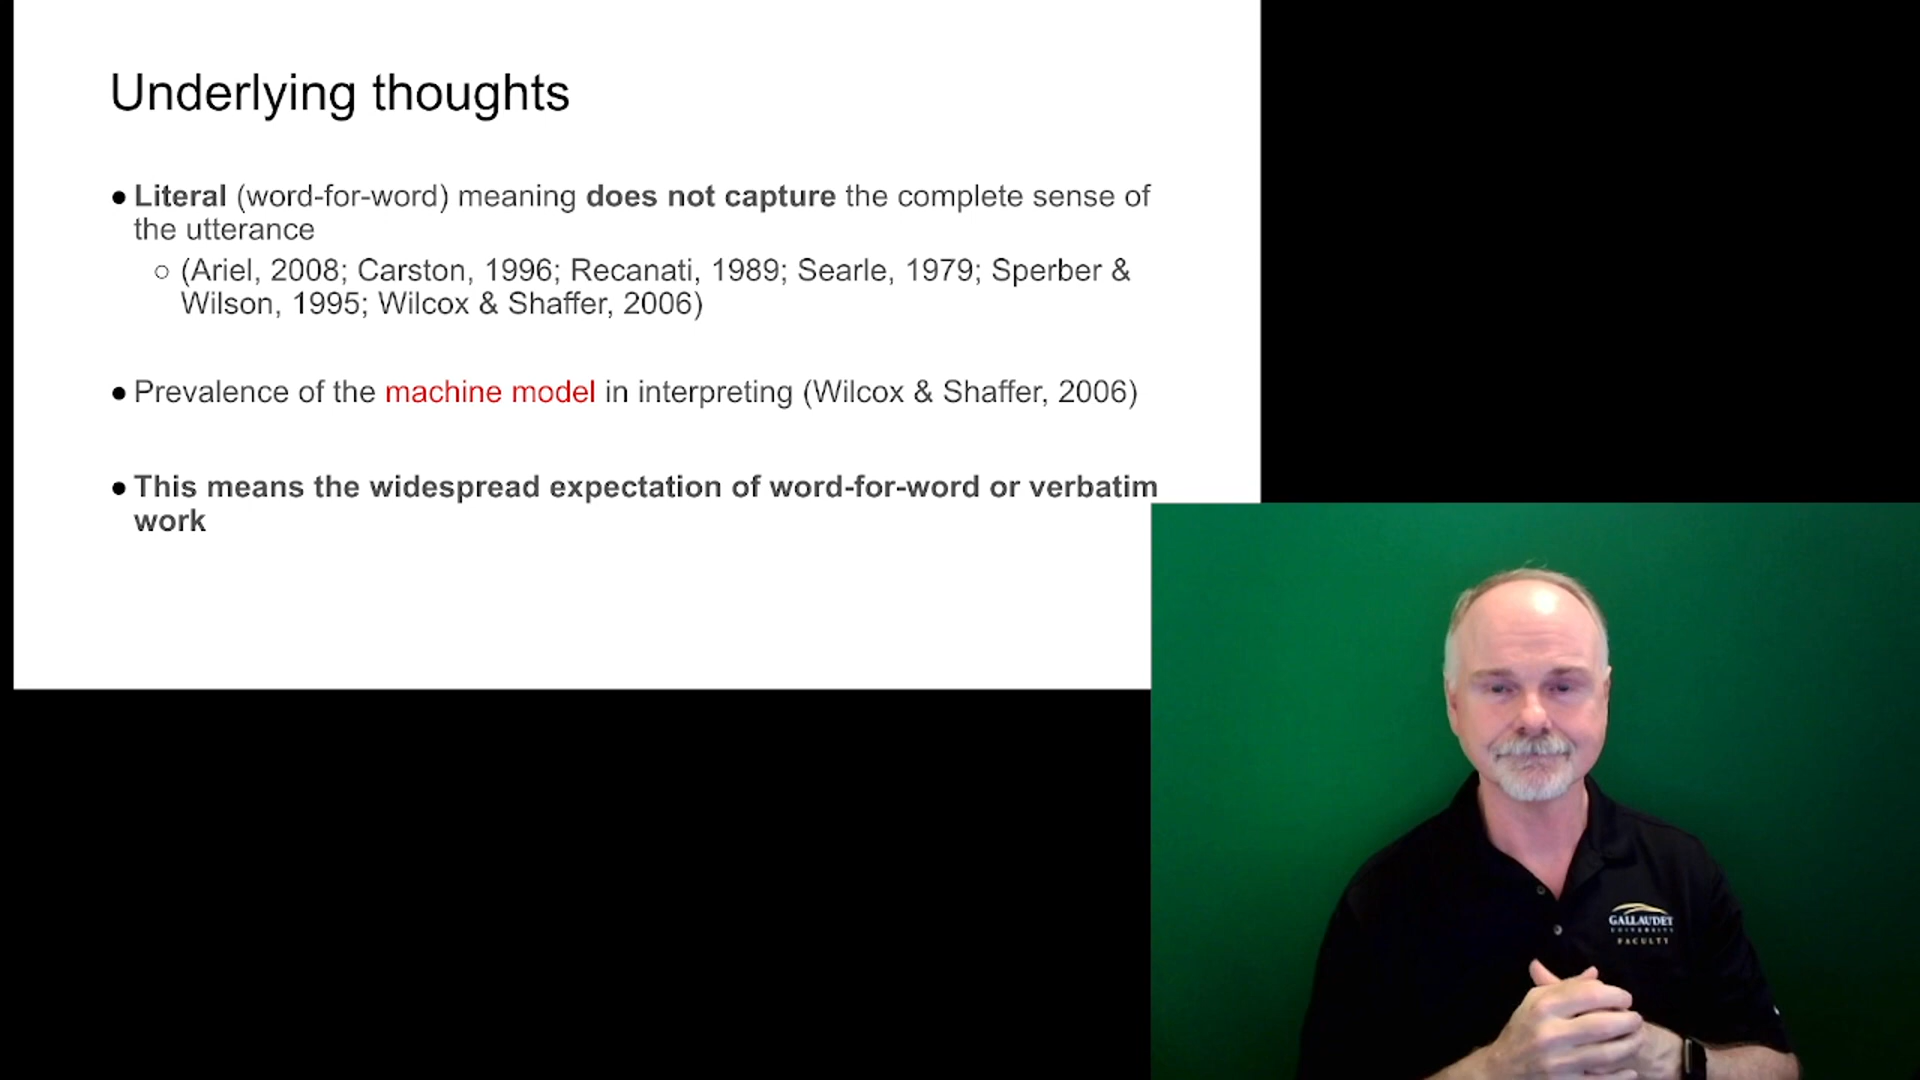 Underlying thoughts
● Literal (word-for-word) meaning does not capture the complete sense of
the utterance
○ (Ariel, 2008; Carston, 1996; Recanati, 1989; Searle, 1979; Sperber &
Wilson, 1995; Wilcox & Shaffer, 2006)
● Prevalence of the machine model in interpreting (Wilcox & Shaffer, 2006)
● This means the widespread expectation of word-for-word or verbatim
work
GALLAUDET
UNIVERSITY
FACULTY